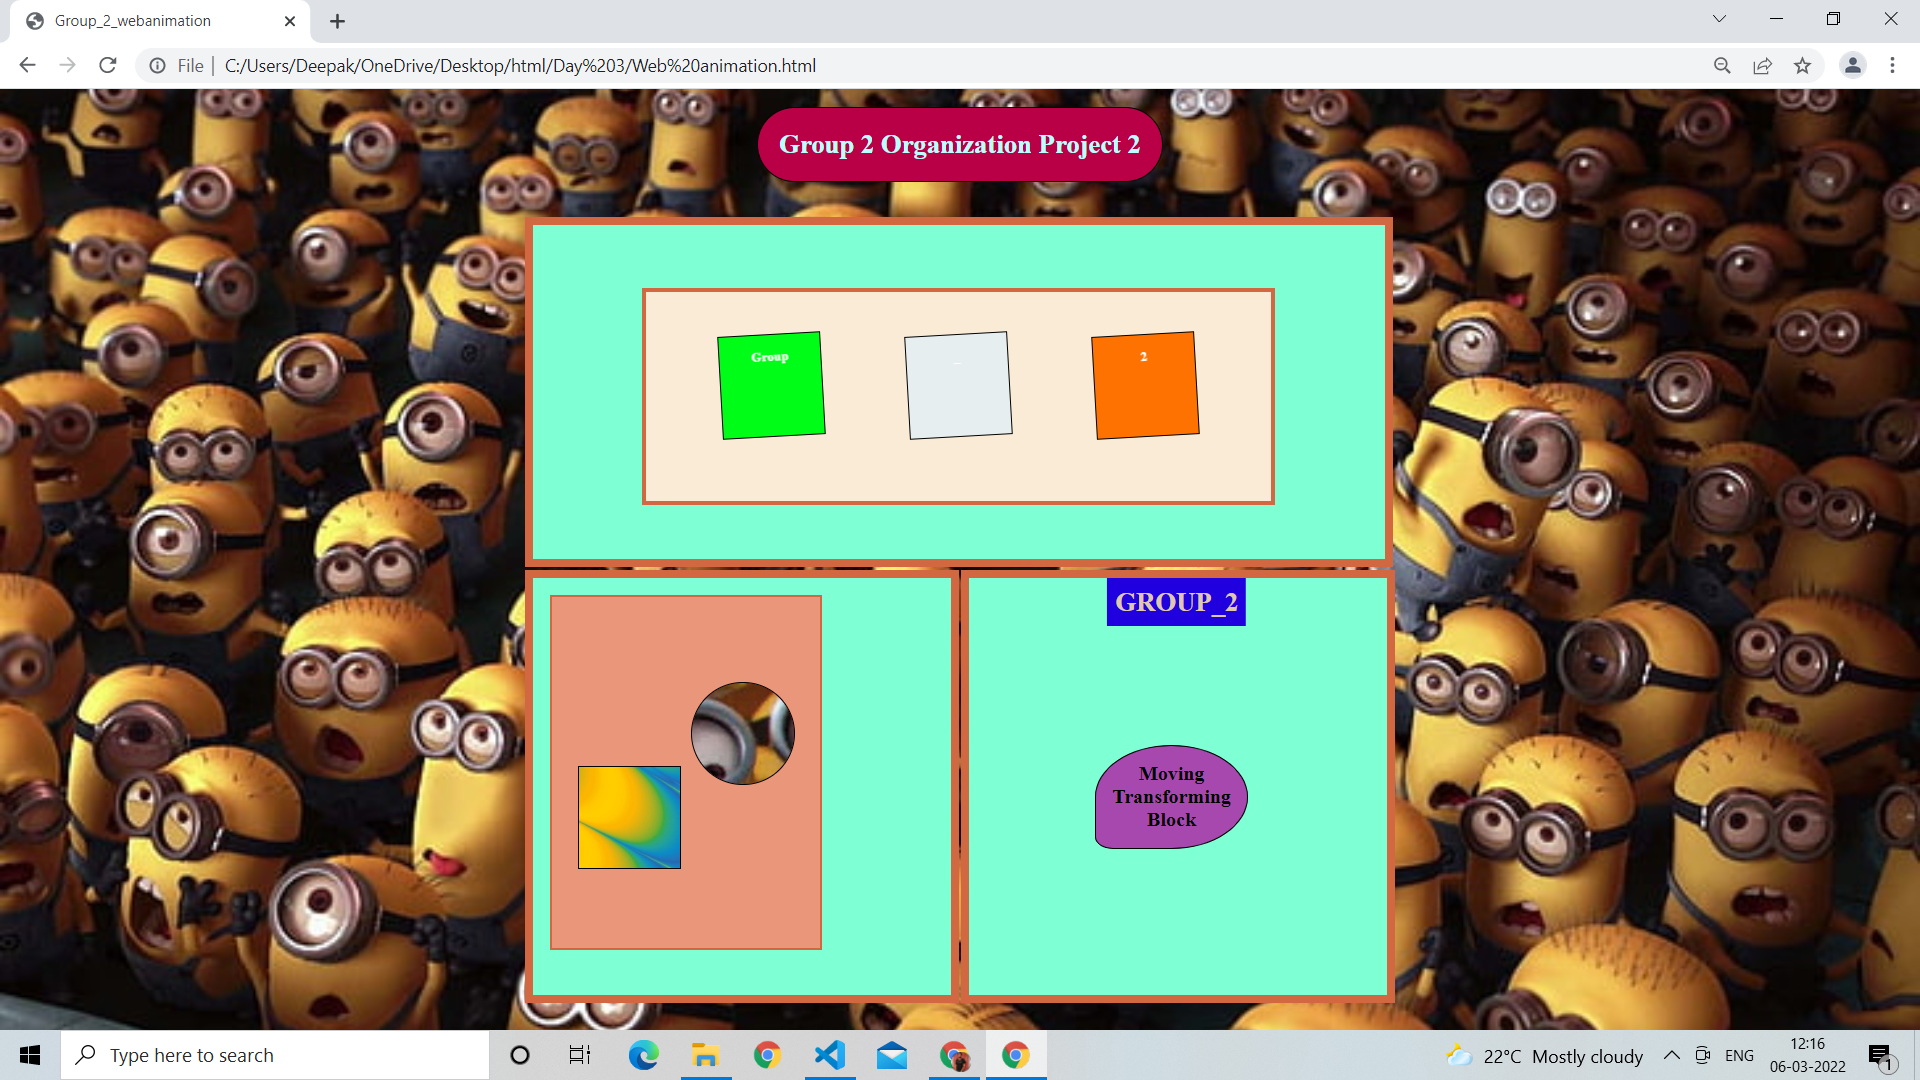 Group_2_webanimation
File | C:/Users/Deepak/OneDrive/Desktop/html/Day%203/Web%20animation.html
Group 2 Organization Project 2
Group
_
2
GROUP_2
Moving
Transforming
Block
Type here to search
22°C Mostly cloudy
ENG
12:16
06-03-2022
1